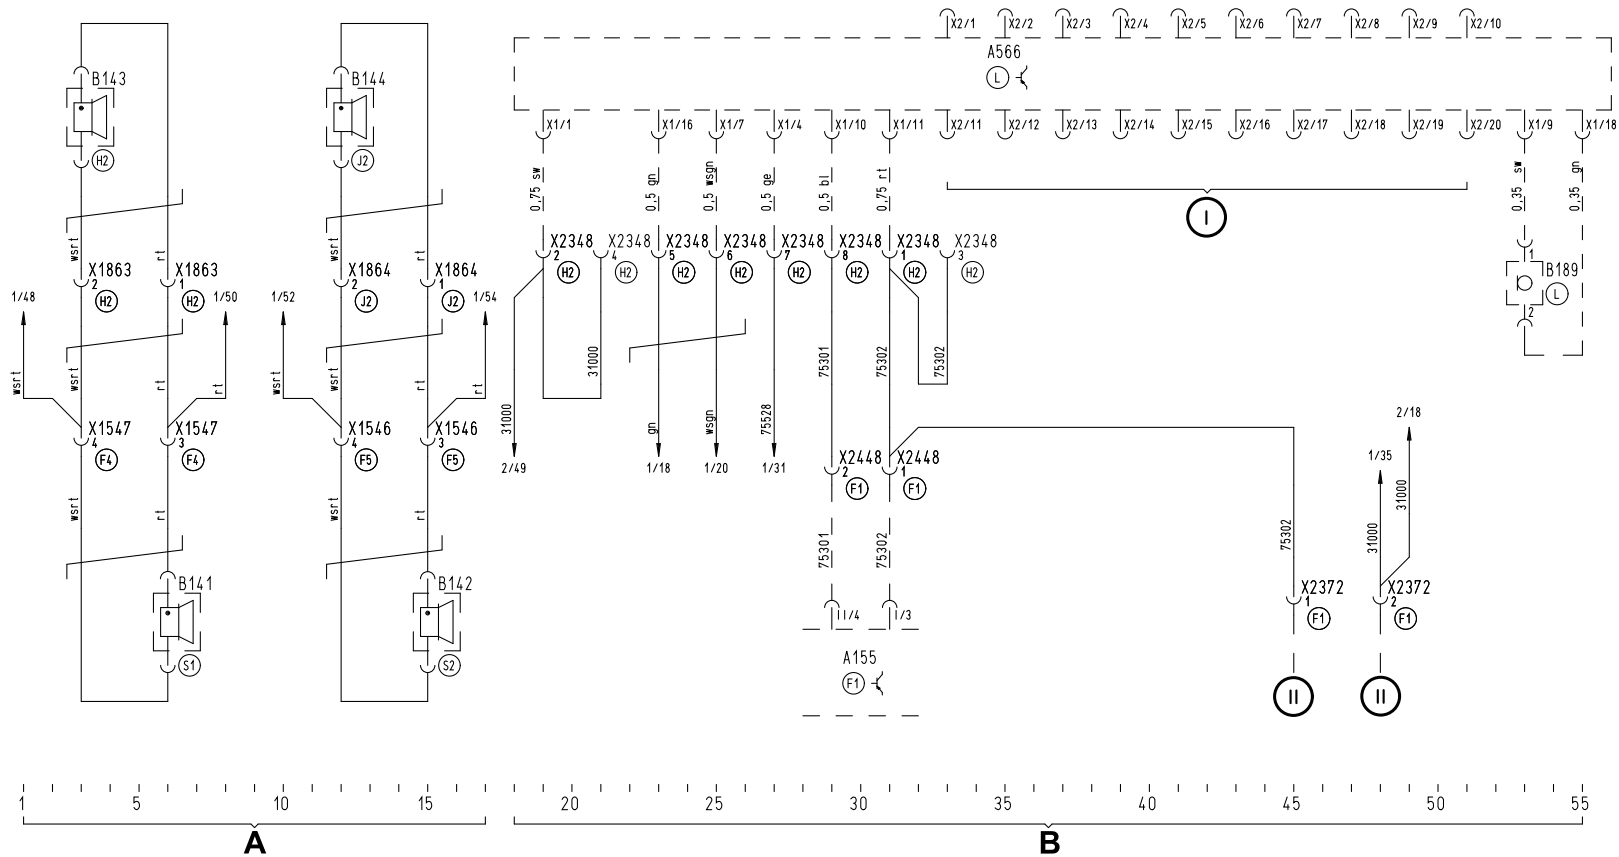 X2/1 X2/2 X2/3 X2/4 X2/5 X2/6 X2/7 X2/8 X2/9 X2/10
A566
L
B143 B144
X1/1 X1/16 X1/7 X1/4 X1/10 X1/11 X2/11 X2/12 X2/13 X2/14 X2/15 X2/16 X2/17 X2/18 X2/19 X2/20 X1/9 X1/18
H2 J2
0,75 sw 0,5 gn 0,5 wsgn 0,5 ge 0,5 bl 0,75 rt 0,35 sw 0,35 gn
I
wsrt rt wsrt rt
X2348 X2348 X2348 X2348 X2348 X2348 X2348 X2348
2 4 5 6 7 8 1 3 1
H2 H2 H2 H2 H2 H2 H2 H2
X1863 X1863 X1864 X1864 B189
2 1 2 1
H2 H2 J2 J2 L
1/48 1/50 1/52 1/54
2
wsrt wsrt rt rt wsrt wsrt rt rt 31000 75301 75302 75302
31000 gn wsgn 75528 2/18
X1547 X1547 X1546 X1546
4 3 4 3
F4 F4 F5 F5
2/49 1/18 1/20 1/31 X2448 X2448 1/35
2 1
F1 F1
31000
wsrt rt wsrt rt 75301 75302 75302 31000
B141 B142 X2372 X2372
1 2
II/4 I/3 F1 F1
S1 S2 A155
F1
II II
1 5 10 15 20 25 30 35 40 45 50 55
A B